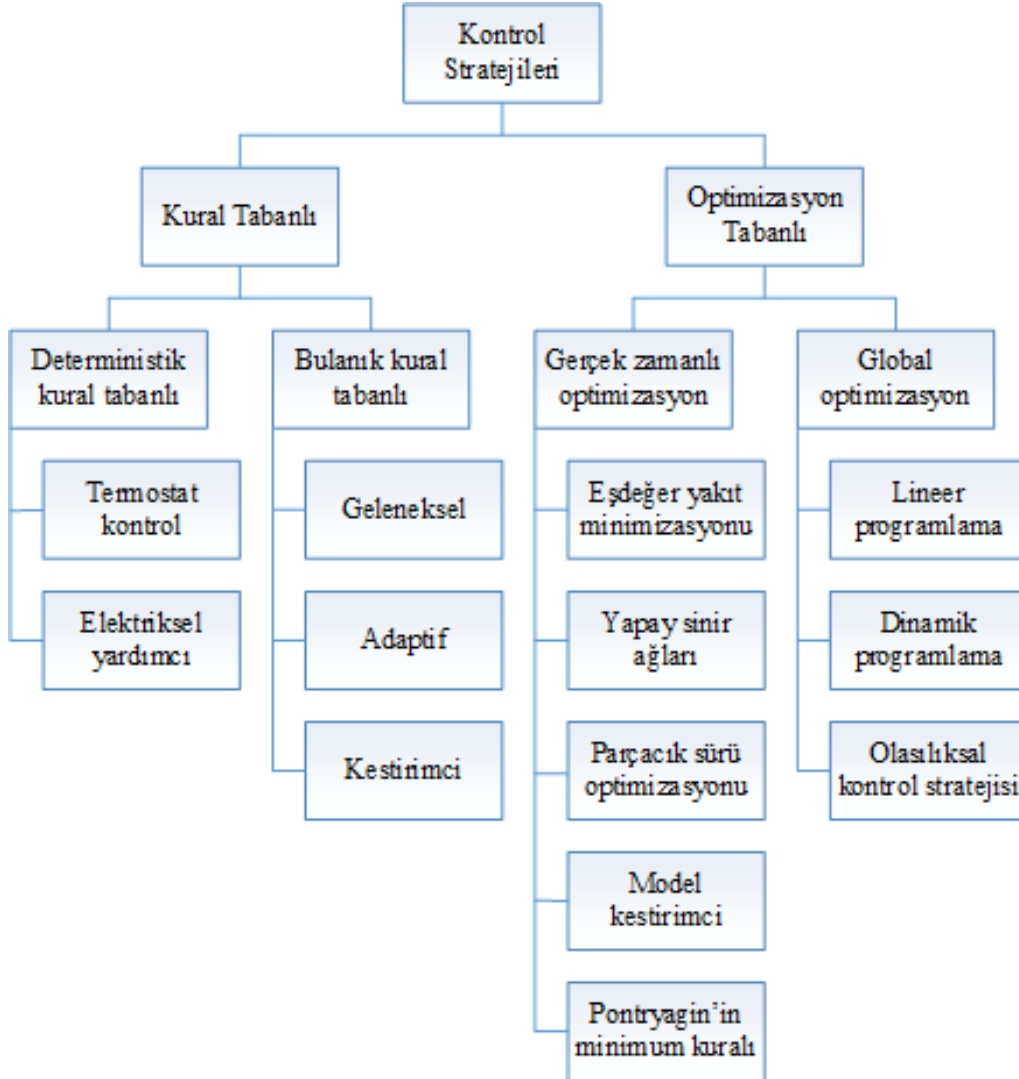 Kontrol
Stratejileri
Kural Tabanlı
Optimizasyon
Tabanlı
Deterministik
kural tabanlı
Bulanık kural
tabanlı
Gerçek zamanlı
optimizasyon
Global
optimizasyon
Termostat
kontrol
Elektriksel
yardımcı
Geleneksel
Adaptif
Kestirimci
Eşdeğer yakıt
minimizasyonu
Yapay sinir
ağları
Parçacık sürü
optimizasyonu
Model
kestirimci
Pontryagin’in
minimum kuralı
Lineer
programlama
Dinamik
programlama
Olasılıksal
kontrol stratejisi